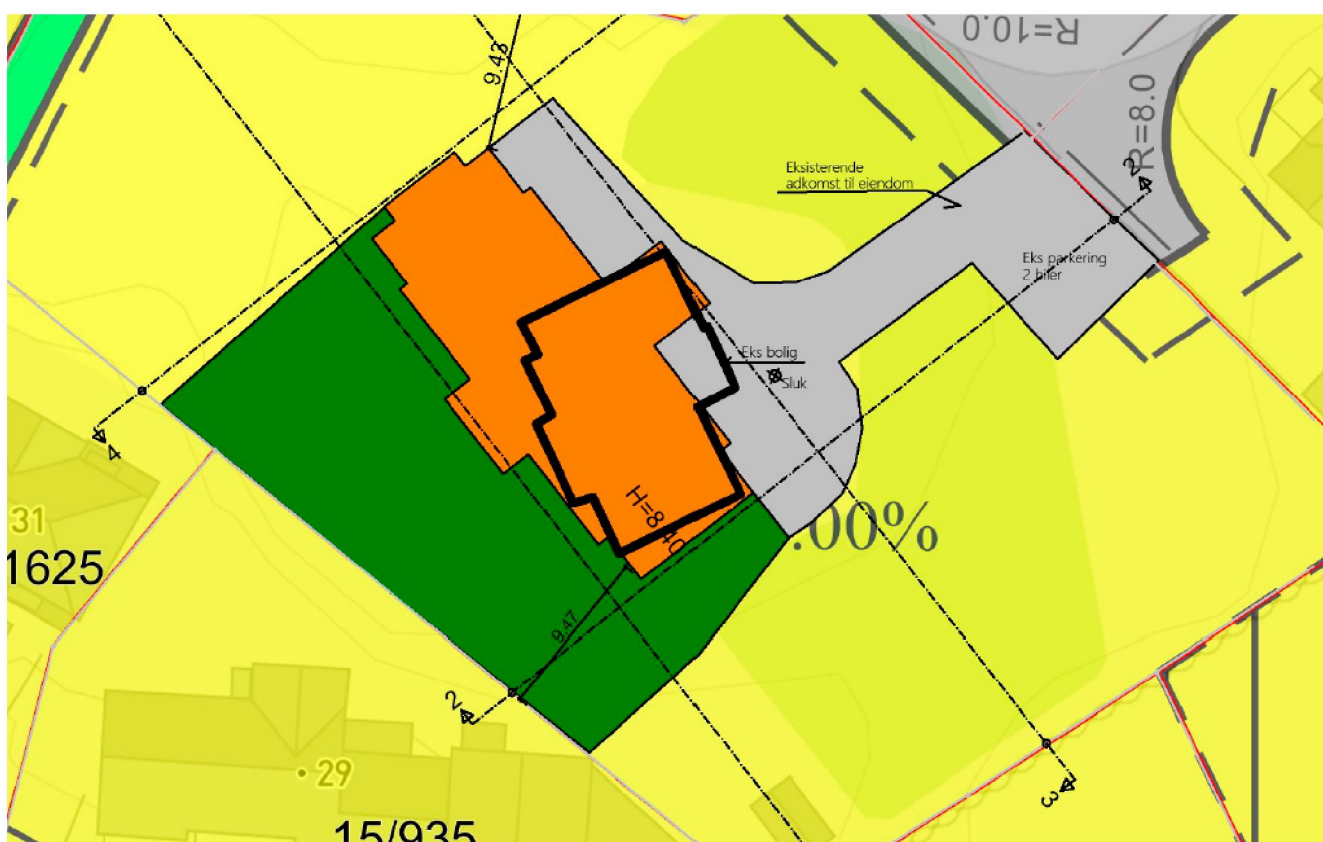 R=10.0
9.43
R=8.0
2
Eksisterende
adkomst til eiendom
Eks parkering
2 biler
Eks bolig
Sluk
4
H=8.40
.00%
31
1625
9.47
2
29
3
15/935